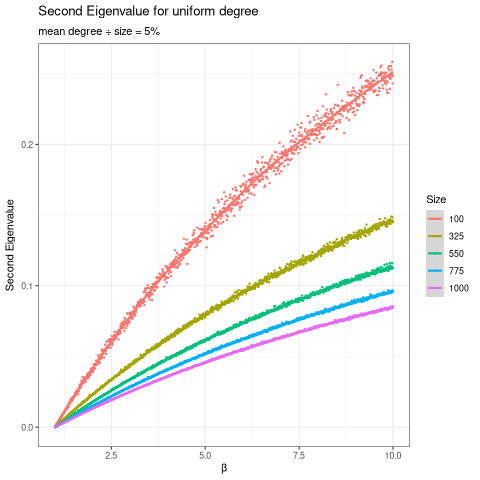 Second Eigenvalue for uniform degree
mean degree ÷ size = 5%
Second Eigenvalue
0.2
0.1
0.0
2.5 5.0 7.5 10.0
β
Size
100
325
550
775
1000